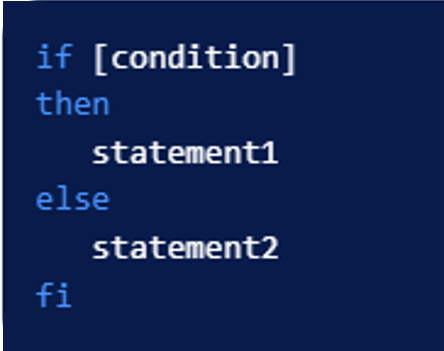 if [condition]
then
statement1
else
statement2
fi